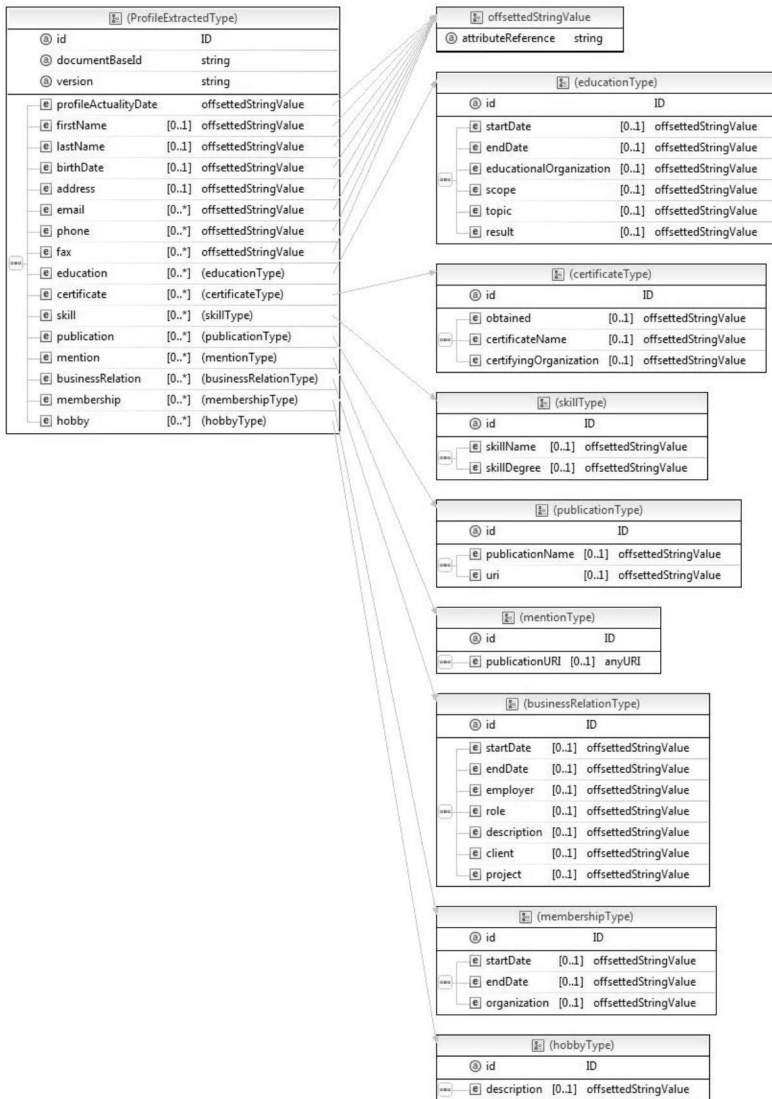 (ProfileExtractedType)
@ id ID
@ documentBaseId string
@ version string
e profileActualityDate offsettedStringValue
e firstName [0..1] offsettedStringValue
e lastName [0..1] offsettedStringValue
e birthDate [0..1] offsettedStringValue
e address [0..1] offsettedStringValue
e email [0..*] offsettedStringValue
e phone [0..*] offsettedStringValue
e fax [0..*] offsettedStringValue
e education [0..*] (educationType)
e certificate [0..*] (certificateType)
e skill [0..*] (skillType)
e publication [0..*] (publicationType)
e mention [0..*] (mentionType)
e businessRelation [0..*] (businessRelationType)
e membership [0..*] (membershipType)
e hobby [0..*] (hobbyType)
offsettedStringValue
@ attributeReference string
(educationType)
@ id ID
e startDate [0..1] offsettedStringValue
e endDate [0..1] offsettedStringValue
e educationalOrganization [0..1] offsettedStringValue
e scope [0..1] offsettedStringValue
e topic [0..1] offsettedStringValue
e result [0..1] offsettedStringValue
(certificateType)
@ id ID
e obtained [0..1] offsettedStringValue
e certificateName [0..1] offsettedStringValue
e certifyingOrganization [0..1] offsettedStringValue
(skillType)
@ id ID
e skillName [0..1] offsettedStringValue
e skillDegree [0..1] offsettedStringValue
(publicationType)
@ id ID
e publicationName [0..1] offsettedStringValue
e uri [0..1] offsettedStringValue
(mentionType)
@ id ID
e publicationURI [0..1] anyURI
(businessRelationType)
@ id ID
e startDate [0..1] offsettedStringValue
e endDate [0..1] offsettedStringValue
e employer [0..1] offsettedStringValue
e role [0..1] offsettedStringValue
e description [0..1] offsettedStringValue
e client [0..1] offsettedStringValue
e project [0..1] offsettedStringValue
(membershipType)
@ id ID
e startDate [0..1] offsettedStringValue
e endDate [0..1] offsettedStringValue
e organization [0..1] offsettedStringValue
(hobbyType)
@ id ID
e description [0..1] offsettedStringValue